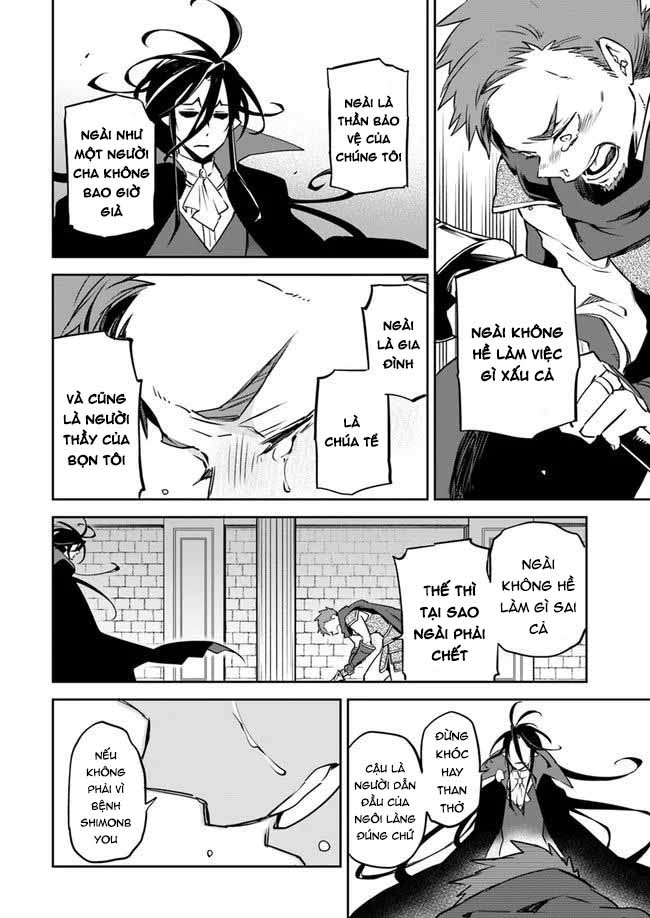 NGÀI KHÔNG
HỀ LÀM VIỆC
GÌ XẤU CẢ
NGÀI LÀ
THẦN BẢO
VỆ CỦA
CHÚNG TÔI
NGÀI NHƯ
MỘT NGƯỜI
CHA KHÔNG
BAO GIỜ
GIÀ
NGÀI
LÀ GIA
ĐÌNH
LÀ
CHÚA TỂ
VÀ CŨNG
LÀ NGƯỜI
THẦY CỦA
BỌN TÔI
NGÀI
KHÔNG HỀ
LÀM GÌ SAI
CẢ
THẾ THÌ
TẠI SAO
NGÀI PHẢI
CHẾT
ĐỪNG
KHÓC HAY
THAN
THỞ
CẬU LÀ
NGƯỜI DẪN
ĐẦU CỦA
NGÔI LÀNG
ĐÚNG CHỨ
NẾU
KHÔNG
PHẢI VÌ
BỆNH
SHIMONB
YOU